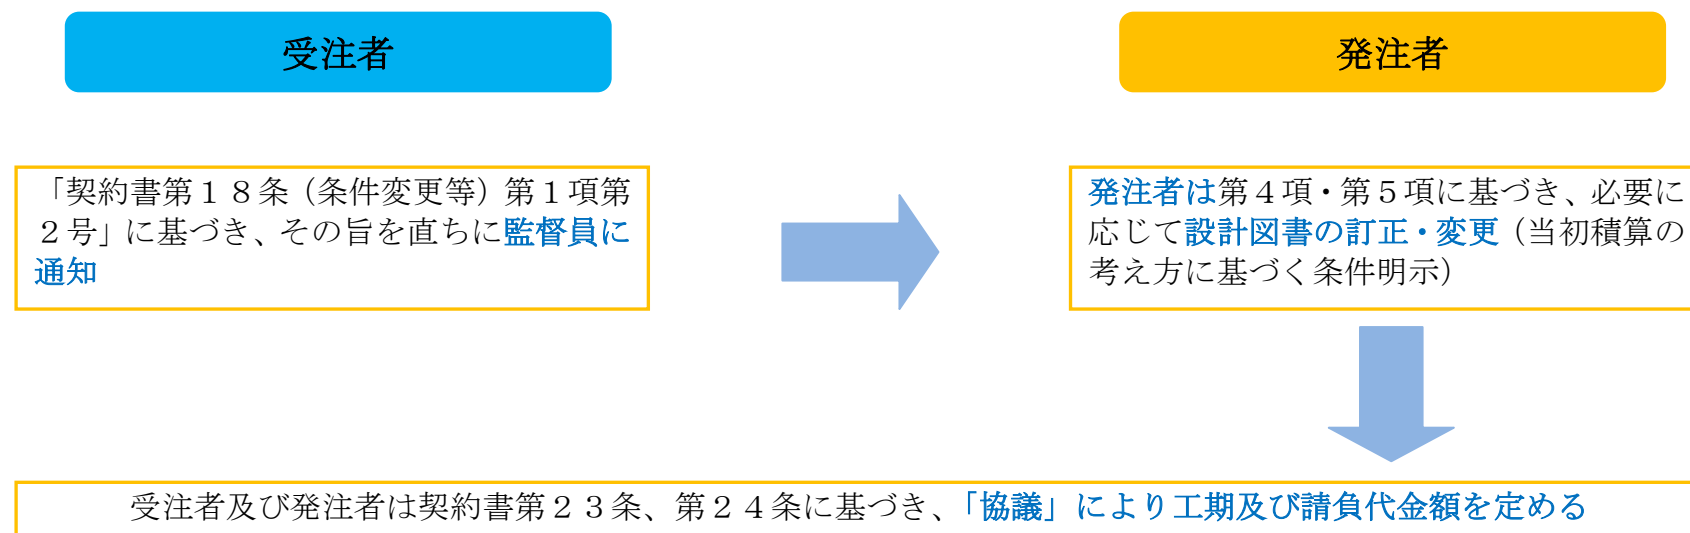 受注者
発注者
「契約書第１８条（条件変更等）第１項第
２号」に基づき、その旨を直ちに監督員に
通知
発注者は第４項・第５項に基づき、必要に
応じて設計図書の訂正・変更（当初積算の
考え方に基づく条件明示）
受注者及び発注者は契約書第２３条、第２４条に基づき、「協議」により工期及び請負代金額を定める